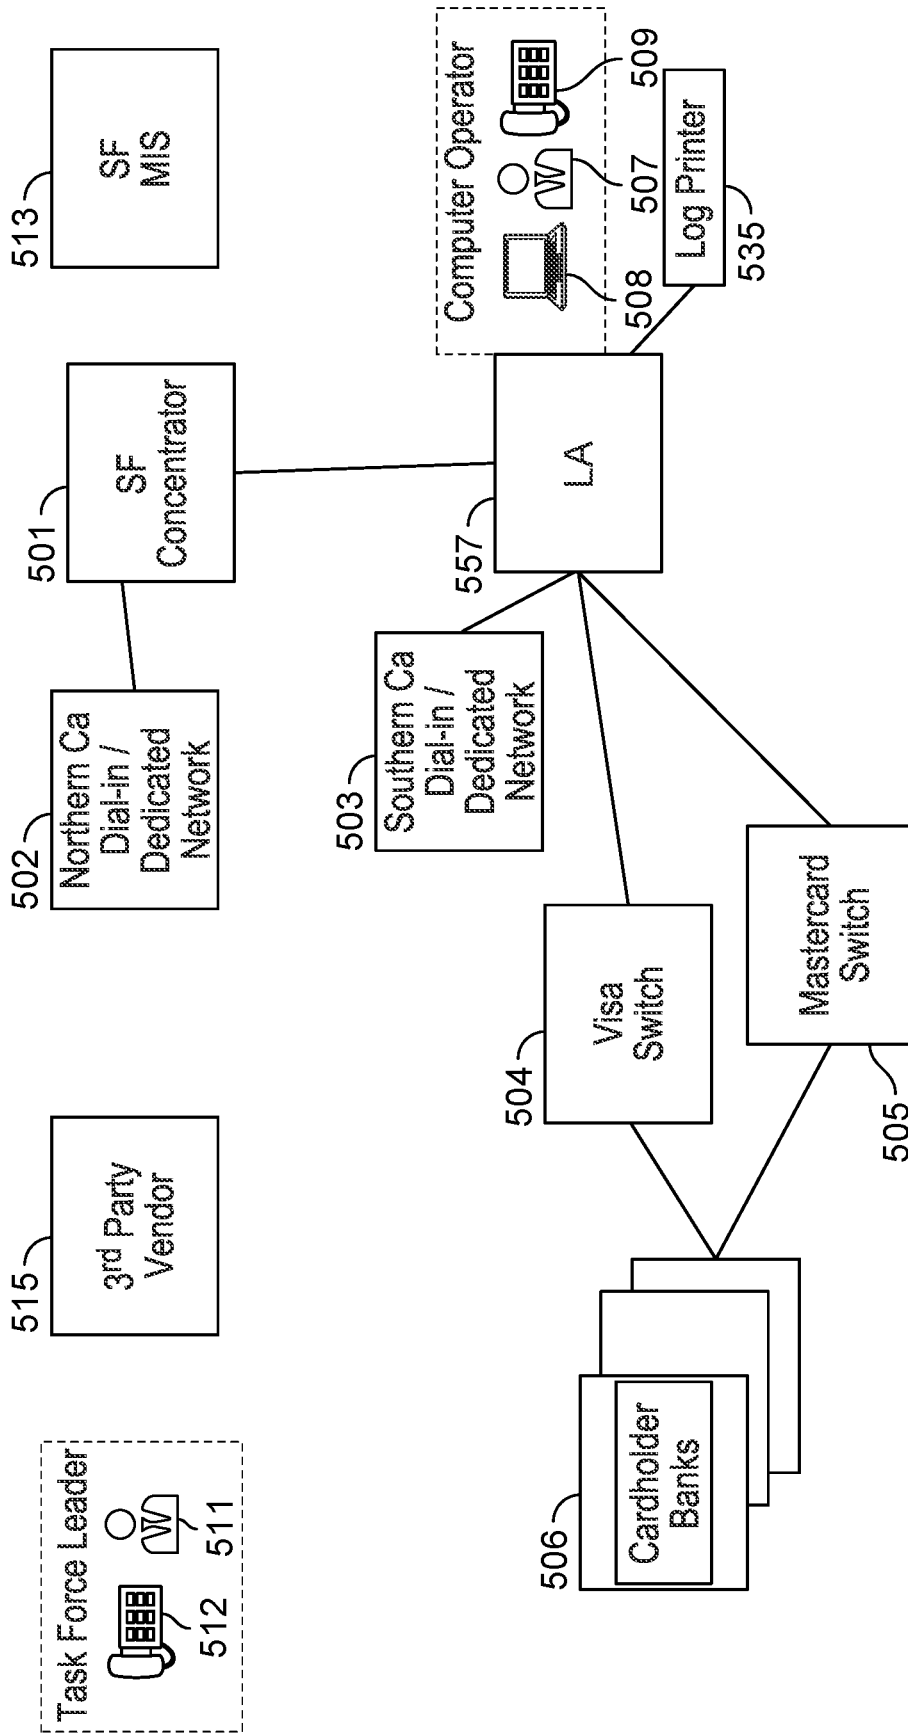 Task Force Leader
512
511
515
3rd Party
Vendor
502
Northern Ca
Dial-in /
Dedicated
Network
501
SF
Concentrator
513
SF
MIS
503
Southern Ca
Dial-in /
Dedicated
Network
557
LA
Computer Operator
508
507
509
535
Log Printer
506
Cardholder
Banks
504
Visa
Switch
505
Mastercard
Switch